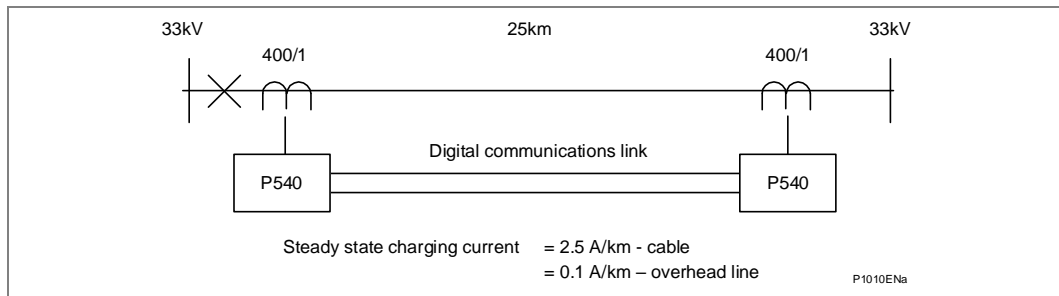 33kV 25km 33kV
400/1 400/1
Digital communications link
P540 P540
Steady state charging current = 2.5 A/km - cable
= 0.1 A/km – overhead line
P1010ENa